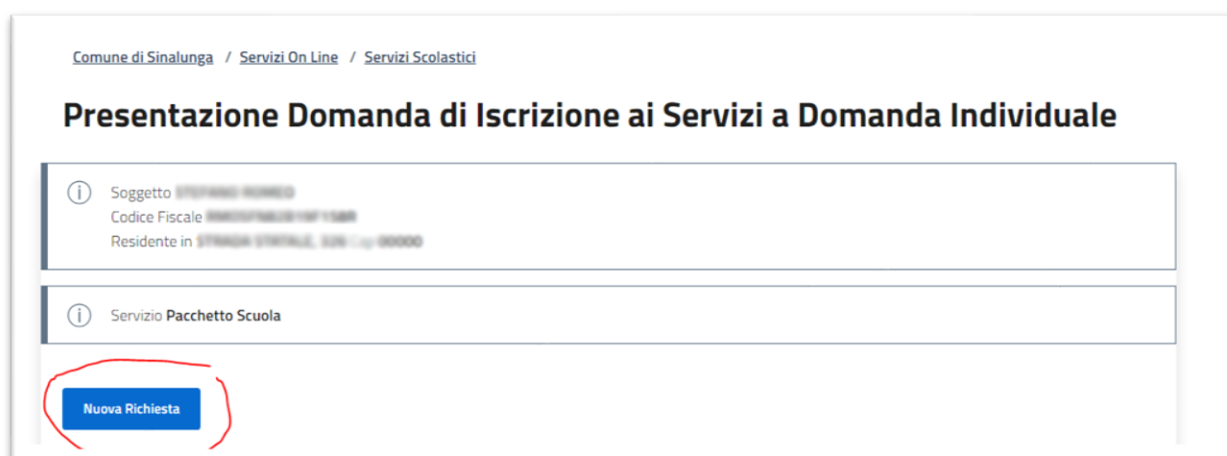 Comune di Sinalunga / Servizi On Line / Servizi Scolastici
Presentazione Domanda di Iscrizione ai Servizi a Domanda Individuale
Soggetto
Codice Fiscale
Residente in
Servizio Pacchetto Scuola
Nuova Richiesta